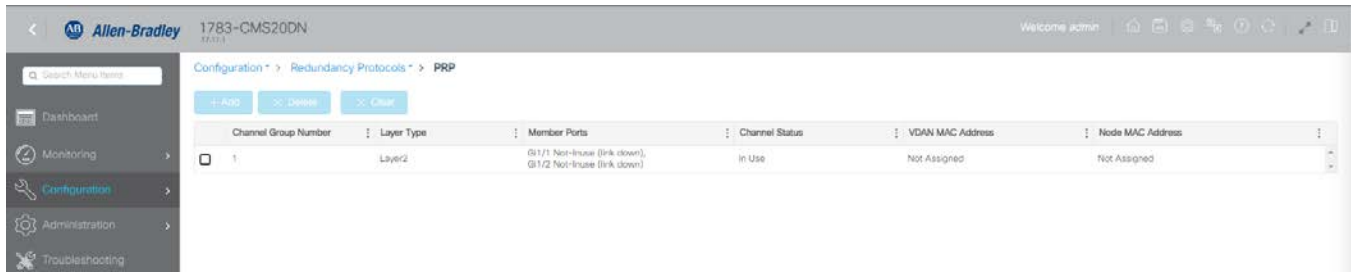 AB Allen-Bradley 1783-CMS20DN Welcome admin
Search Menu Items
Configuration > Redundancy Protocols > PRP
+ Add × Delete × Clear
Channel Group Number Layer Type Member Ports Channel Status VDAN MAC Address Node MAC Address
1 Layer2 Gi1/1 Not-Inuse (link down), In Use Not Assigned Not Assigned
Gi1/2 Not-Inuse (link down)
Dashboard
Monitoring
Configuration
Administration
Troubleshooting